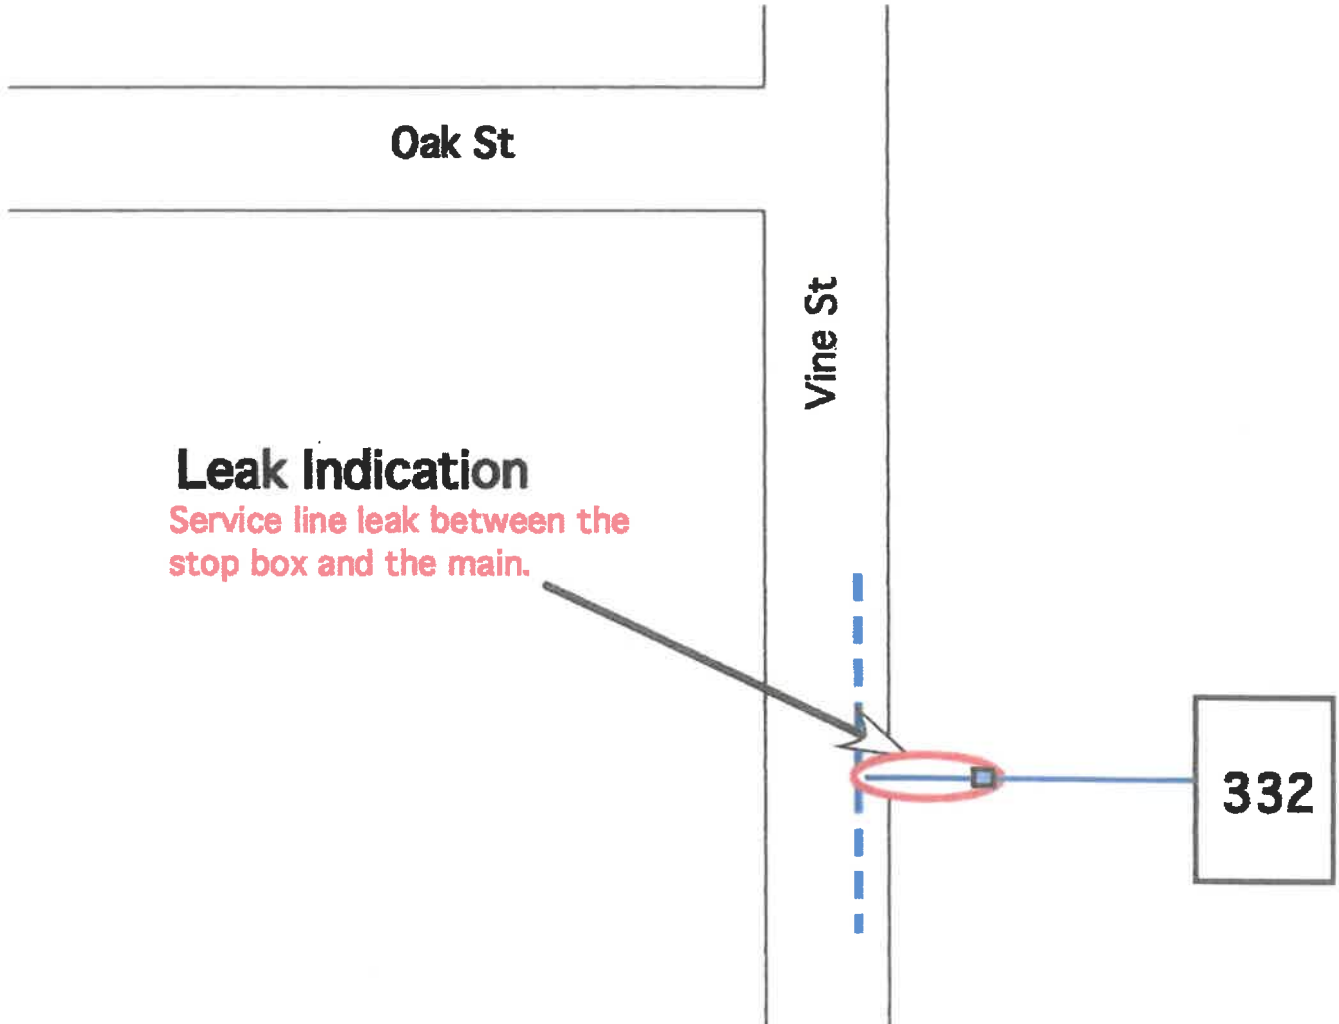 Oak St
Vine St
Leak Indication
Service line leak between the
stop box and the main.
332